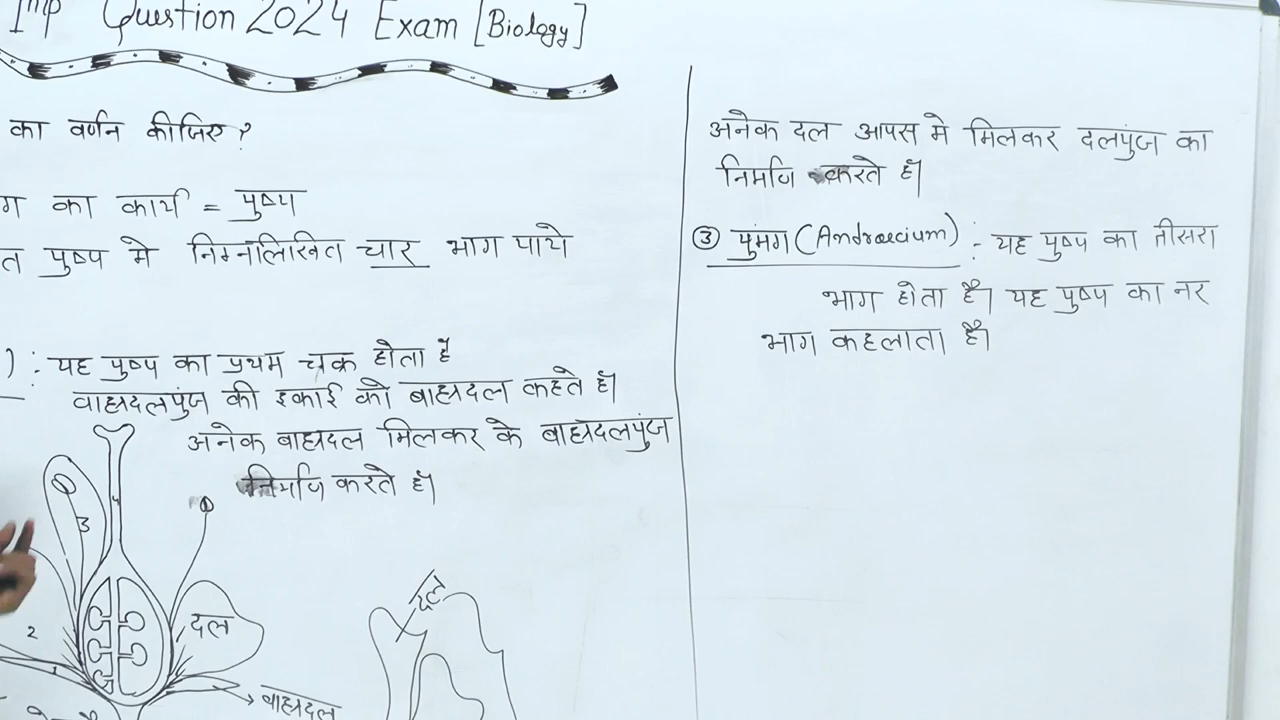 Imp Question 2024 Exam [Biology]
का वर्णन कीजिए?
ग का कार्य = पुष्प
त पुष्प मे निम्नलिखित चार भाग पाये
) : यह पुष्प का प्रथम चक्र होता है
वाह्यदलपुंज की इकाई को बाह्यदल कहते है।
अनेक बाह्यदल मिलकर के बाह्यदलपुंज
निर्माण करते है।
3
4
दल
2
1
बाह्यदल
दल
अनेक दल आपस मे मिलकर दलपुंज का
निर्माण करते है।
③ पुमंग (Androecium) : - यह पुष्प का तीसरा
भाग होता है। यह पुष्प का नर
भाग कहलाता है।